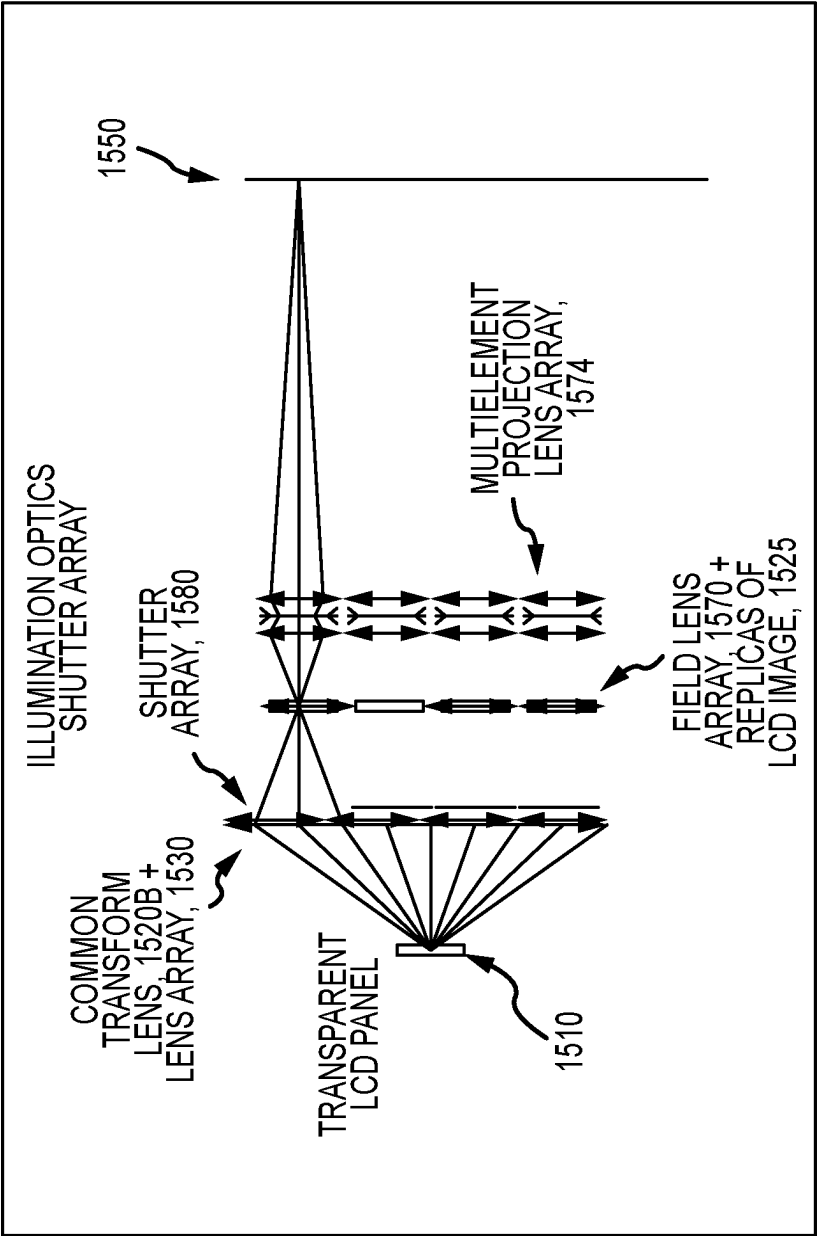 ILLUMINATION OPTICS
SHUTTER ARRAY
COMMON
TRANSFORM
LENS, 1520B +
LENS ARRAY, 1530
SHUTTER
ARRAY, 1580
1550
TRANSPARENT
LCD PANEL
1510
MULTIELEMENT
PROJECTION
LENS ARRAY,
1574
FIELD LENS
ARRAY, 1570 +
REPLICAS OF
LCD IMAGE, 1525